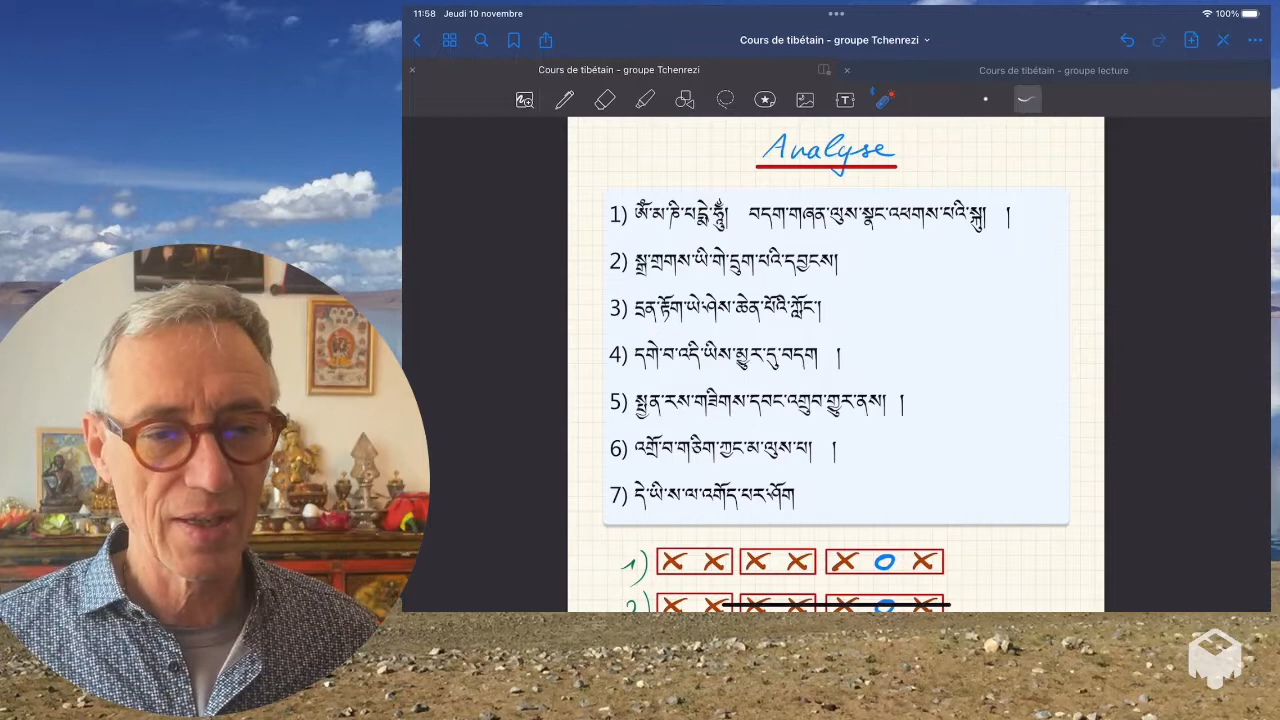 11:58 Jeudi 10 novembre
100%
Cours de tibétain - groupe Tchenrezi
Cours de tibétain - groupe Tchenrezi
Cours de tibétain - groupe lecture
Analyse
1) ཨོཾ་མ་ཎི་པདྨེ་ཧཱུྃ། བདག་གཞན་ལུས་སྣང་འཕགས་པའི་སྐུ། །
2) སྒྲ་གྲགས་ཡི་གེ་དྲུག་པའི་དབྱངས།
3) དྲན་རྟོག་ཡེ་ཤེས་ཆེན་པོའི་ཀློང་།
4) དགེ་བ་འདི་ཡིས་མྱུར་དུ་བདག །
5) སྤྱན་རས་གཟིགས་དབང་འགྲུབ་གྱུར་ནས། །
6) འགྲོ་བ་གཅིག་ཀྱང་མ་ལུས་པ། །
7) དེ་ཡི་ས་ལ་འགོད་པར་ཤོག
1) X X X X X O X
2) X X X X X O X